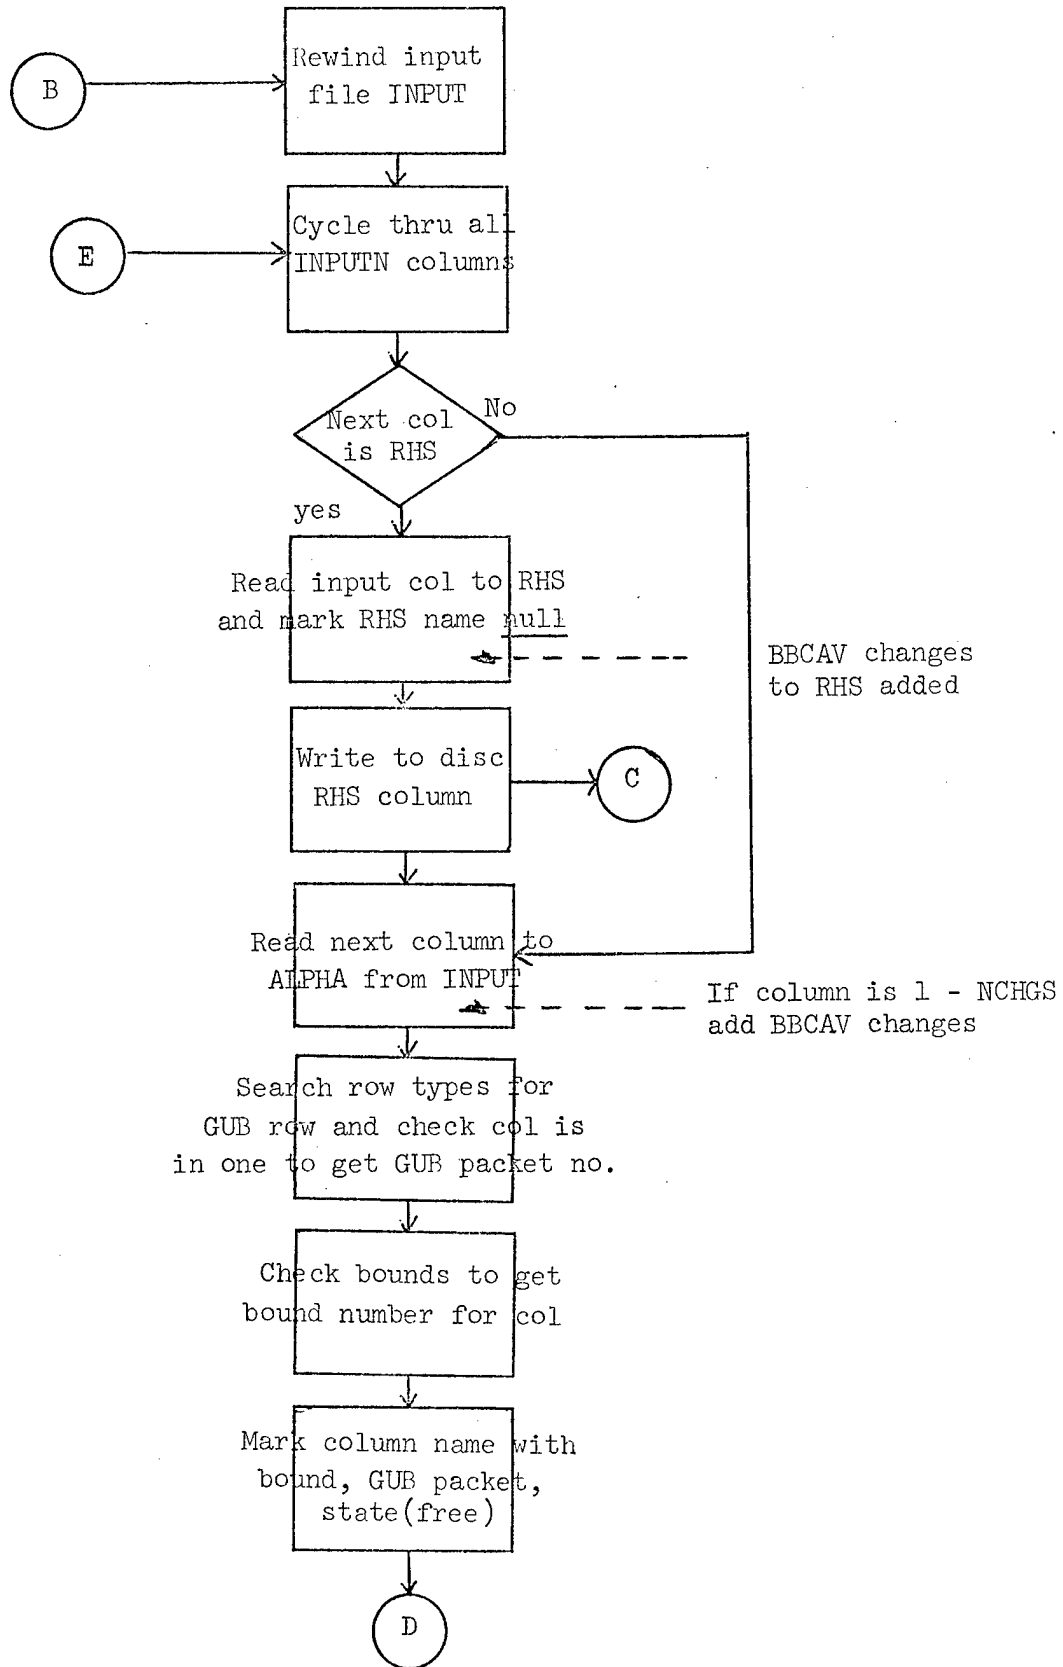 Rewind input
file INPUT
B
Cycle thru all
INPUTN columns
E
Next col
is RHS
No
yes
Read input col to RHS
and mark RHS name null
BBCAV changes
to RHS added
Write to disc
RHS column
C
Read next column to
ALPHA from INPUT
If column is 1 - NCHGS
add BBCAV changes
Search row types for
GUB row and check col is
in one to get GUB packet no.
Check bounds to get
bound number for col
Mark column name with
bound, GUB packet,
state(free)
D